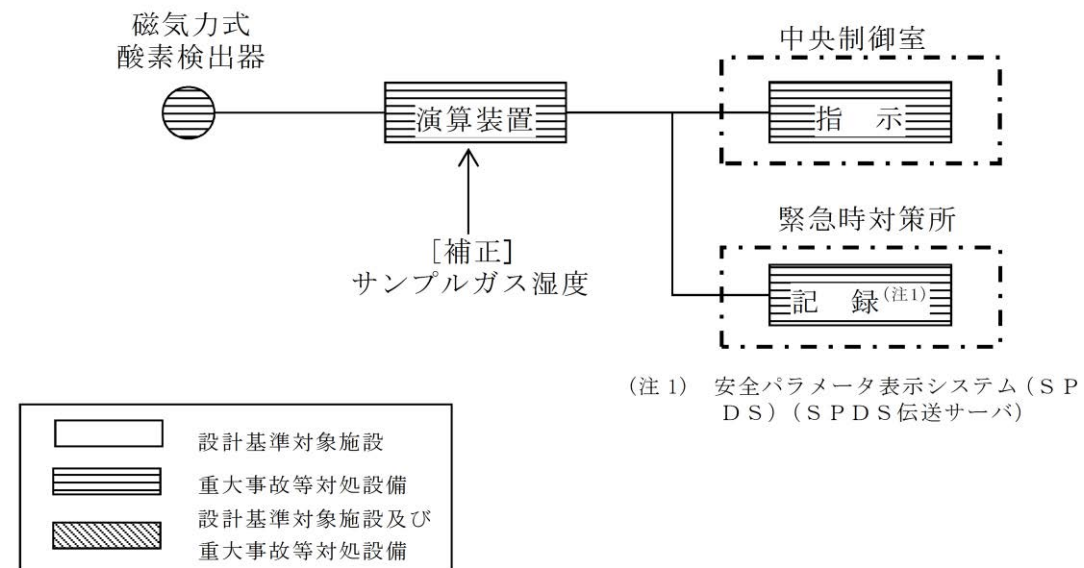 磁気力式
酸素検出器
中央制御室
演算装置
指　示
緊急時対策所
[補正]
サンプルガス湿度
記　録(注1)
(注1)　安全パラメータ表示システム(SP
DS)(SPDS伝送サーバ)
設計基準対象施設
重大事故等対処設備
設計基準対象施設及び
重大事故等対処設備